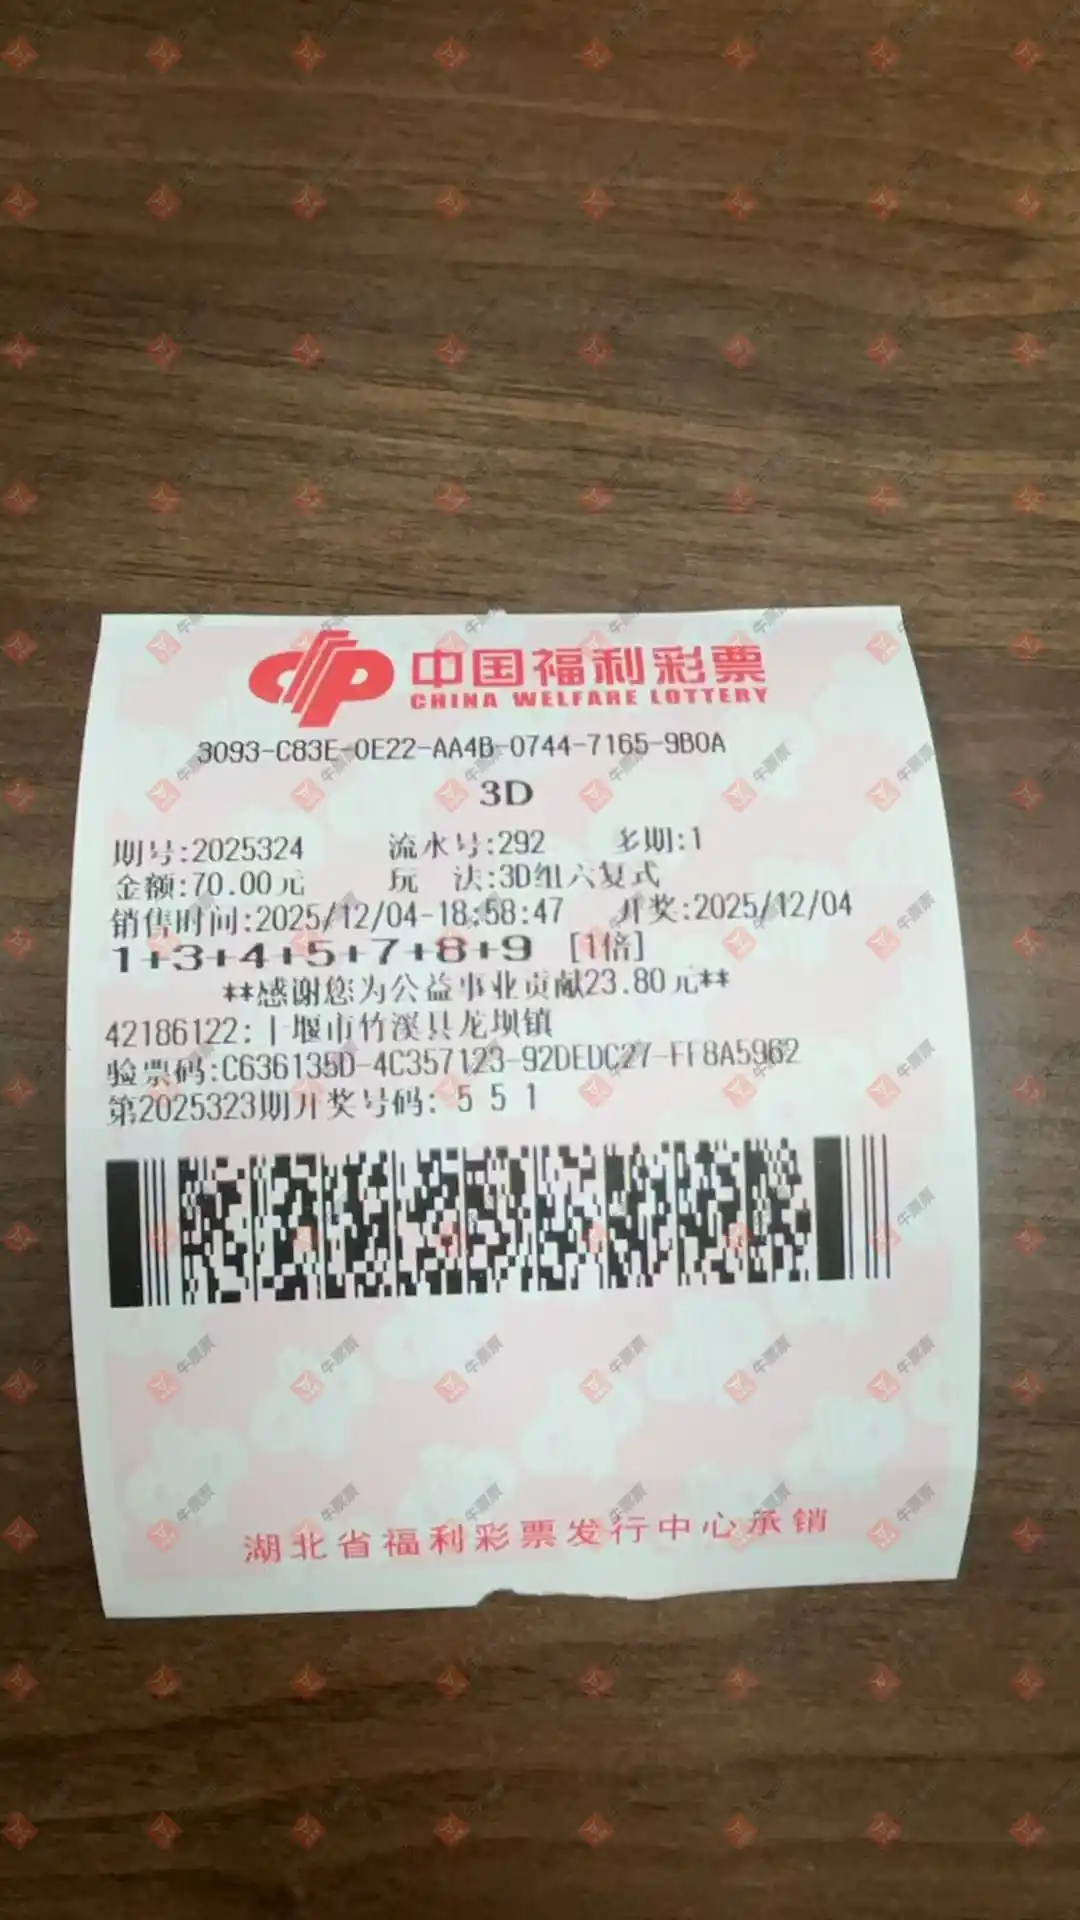 中国福利彩票
CHINA WELFARE LOTTERY
3093-C83E-0E22-AA4B-0744-7165-9B0A
3D
期号:2025324 流水号:292 多期:1
金额:70.00元 玩 法:3D组六复式
销售时间:2025/12/04-18:58:47 开奖:2025/12/04
1+3+4+5+7+8+9 [1倍]
**感谢您为公益事业贡献23.80元**
42186122:十堰市竹溪县龙坝镇
验票码:C636135D-4C357123-92DEDC27-FF8A5962
第2025323期开奖号码: 5 5 1
湖北省福利彩票发行中心承销
牛票票